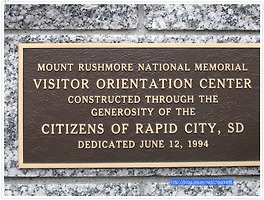 MOUNT RUSHMORE NATIONAL MEMORIAL
VISITOR ORIENTATION CENTER
CONSTRUCTED THROUGH THE
GENEROSITY OF THE
CITIZENS OF RAPID CITY, SD
DEDICATED JUNE 12, 1994